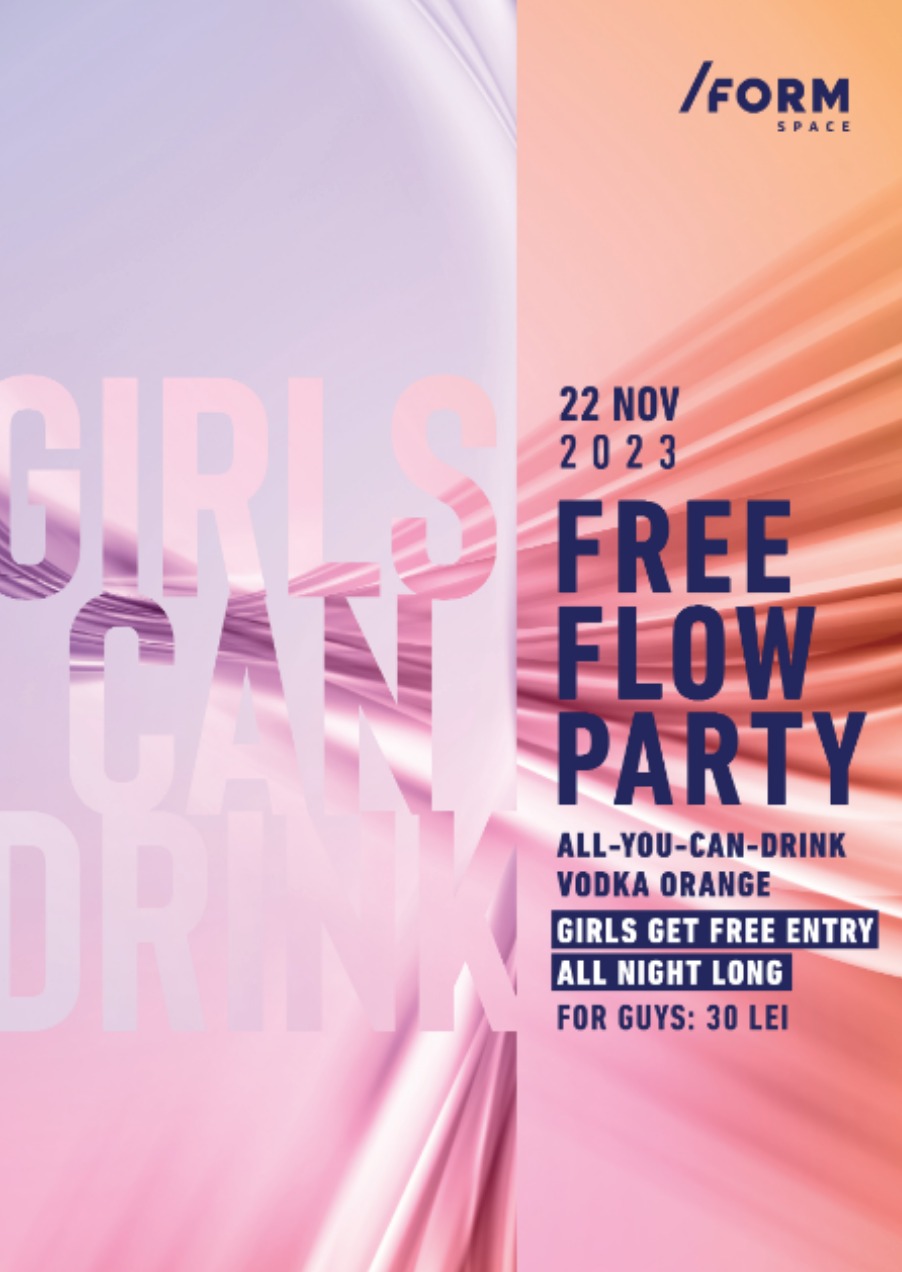 /FORM
SPACE
GIRLS
CAN
DRINK
22 NOV
2023
FREE
FLOW
PARTY
ALL-YOU-CAN-DRINK
VODKA ORANGE
GIRLS GET FREE ENTRY
ALL NIGHT LONG
FOR GUYS: 30 LEI